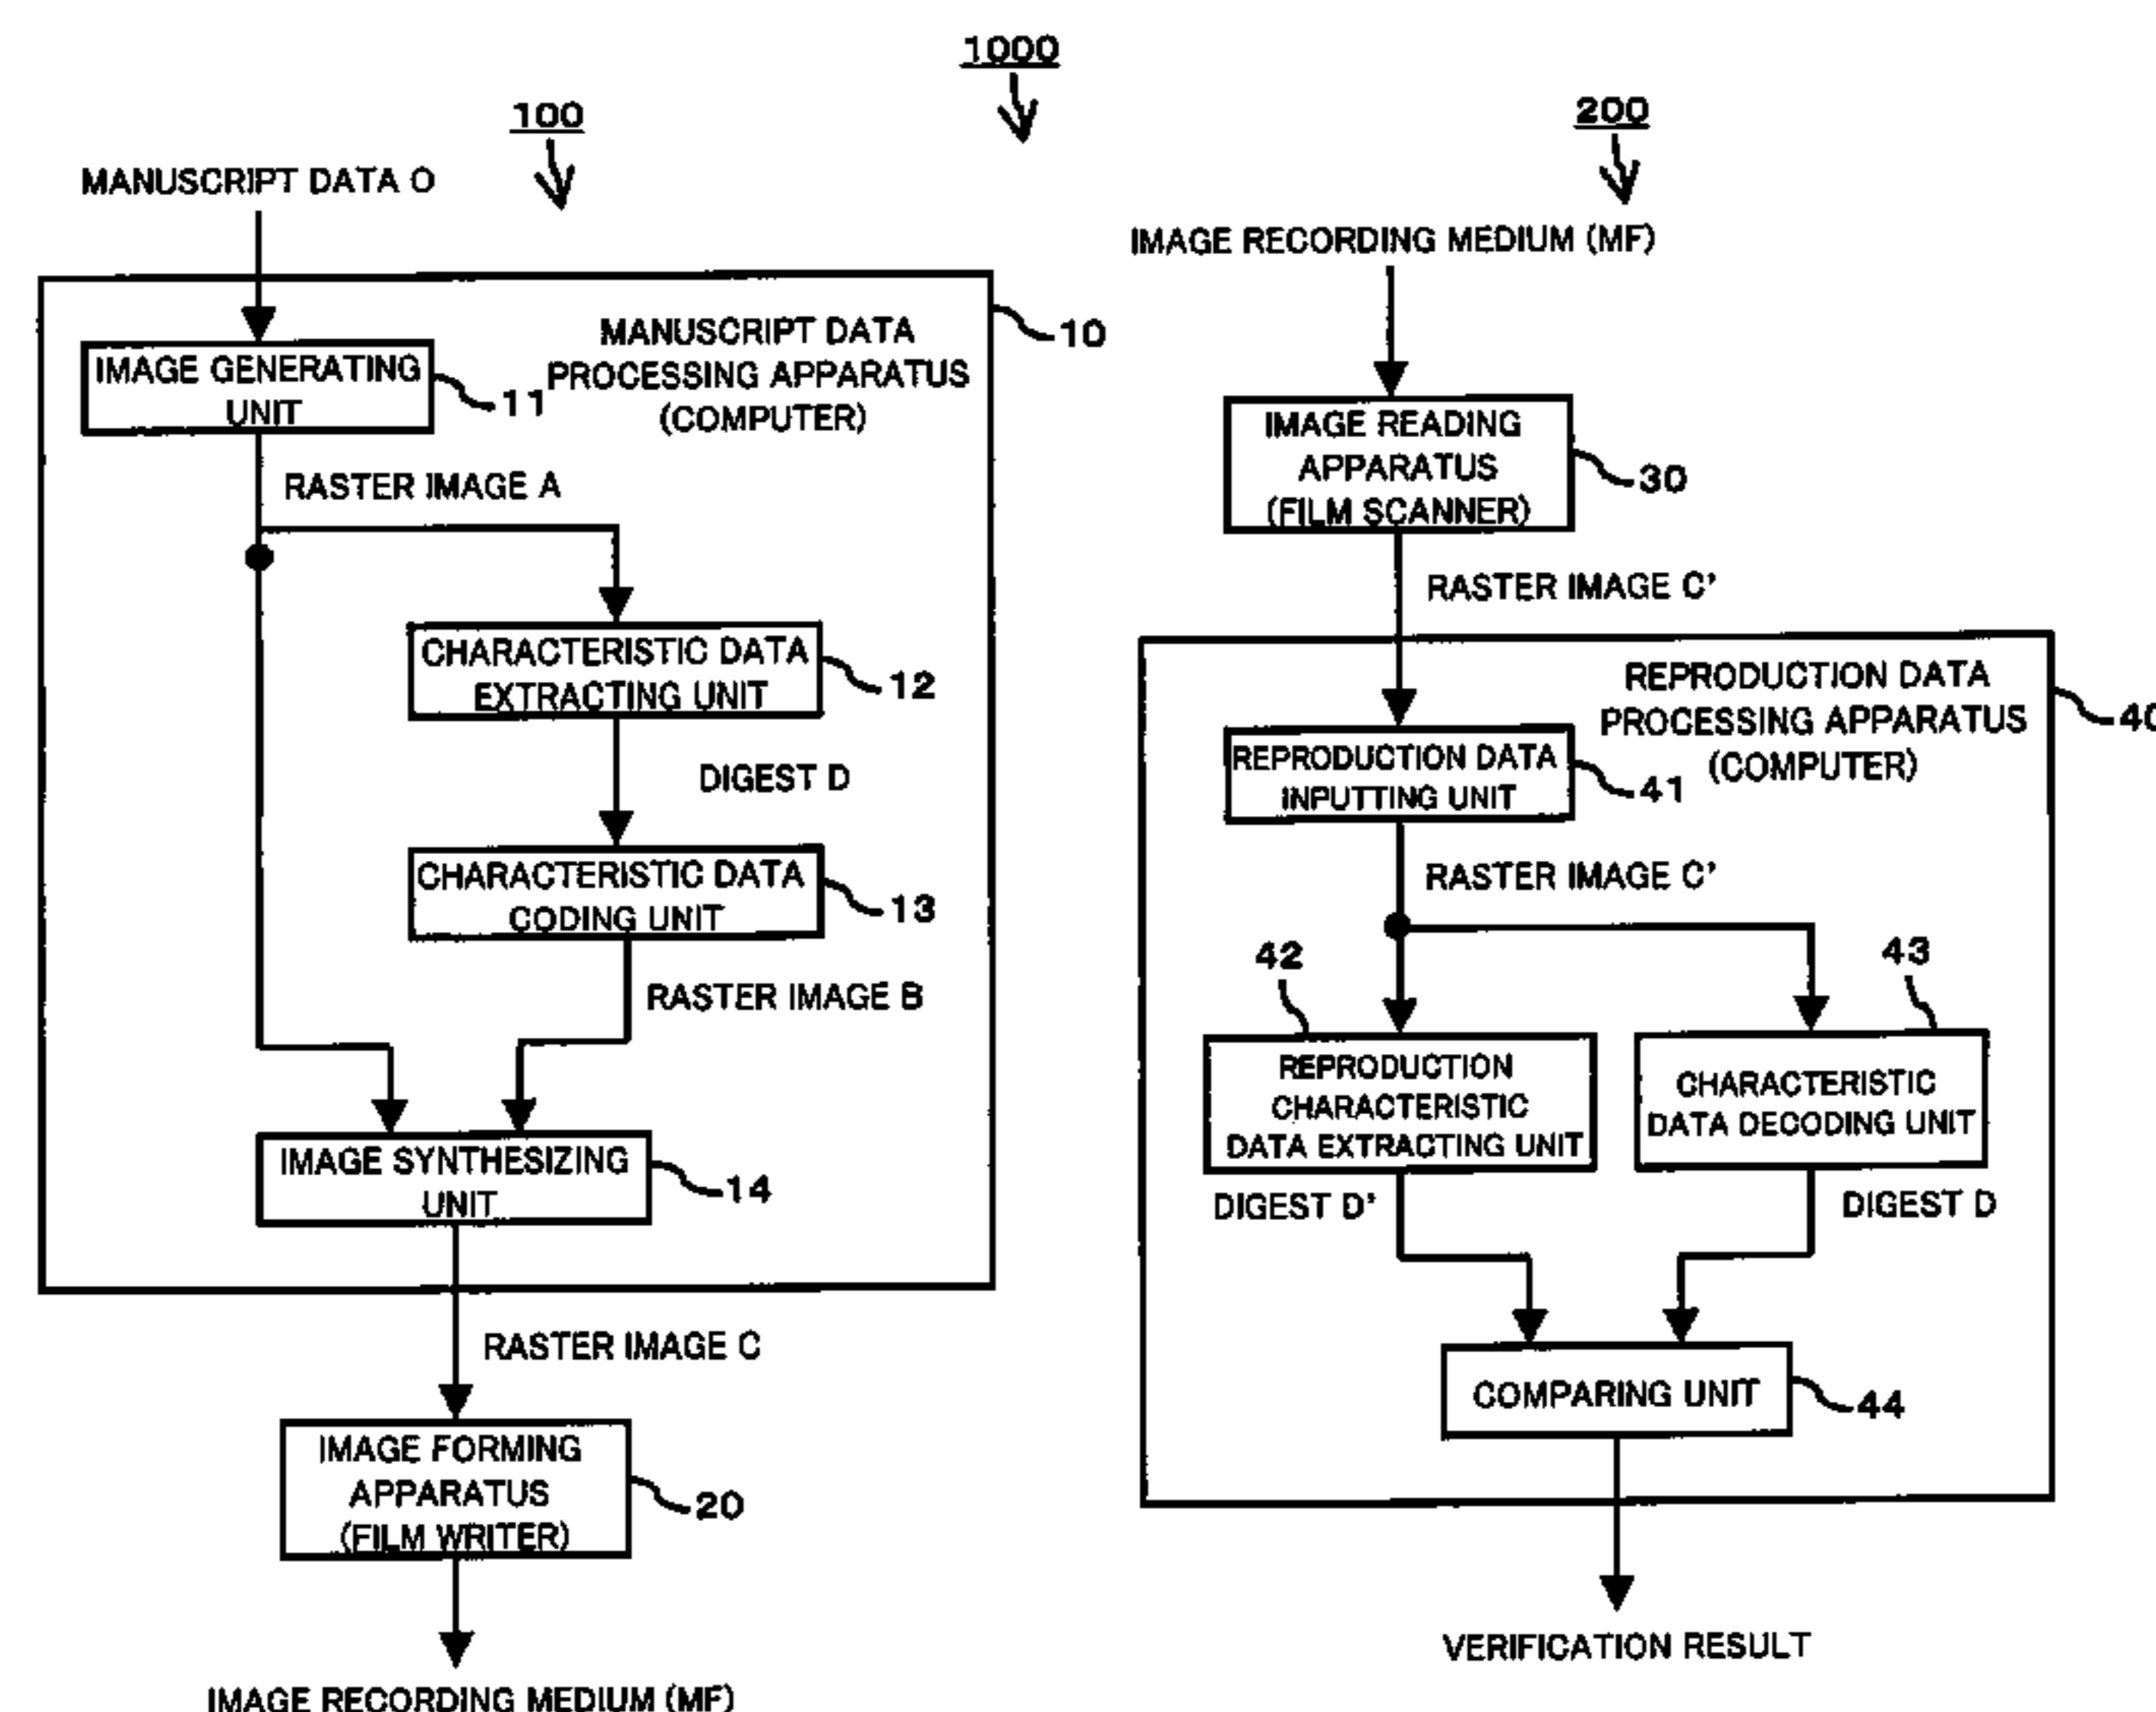 1000
100
MANUSCRIPT DATA O
MANUSCRIPT DATA
PROCESSING APPARATUS
(COMPUTER)
10
IMAGE GENERATING
UNIT
11
RASTER IMAGE A
CHARACTERISTIC DATA
EXTRACTING UNIT
12
DIGEST D
CHARACTERISTIC DATA
CODING UNIT
13
RASTER IMAGE B
IMAGE SYNTHESIZING
UNIT
14
RASTER IMAGE C
IMAGE FORMING
APPARATUS
(FILM WRITER)
20
IMAGE RECORDING MEDIUM (MF)
200
IMAGE RECORDING MEDIUM (MF)
IMAGE READING
APPARATUS
(FILM SCANNER)
30
RASTER IMAGE C'
REPRODUCTION DATA
PROCESSING APPARATUS
(COMPUTER)
40
REPRODUCTION DATA
INPUTTING UNIT
41
RASTER IMAGE C'
42
REPRODUCTION
CHARACTERISTIC
DATA EXTRACTING UNIT
43
CHARACTERISTIC
DATA DECODING UNIT
DIGEST D'
DIGEST D
COMPARING UNIT
44
VERIFICATION RESULT